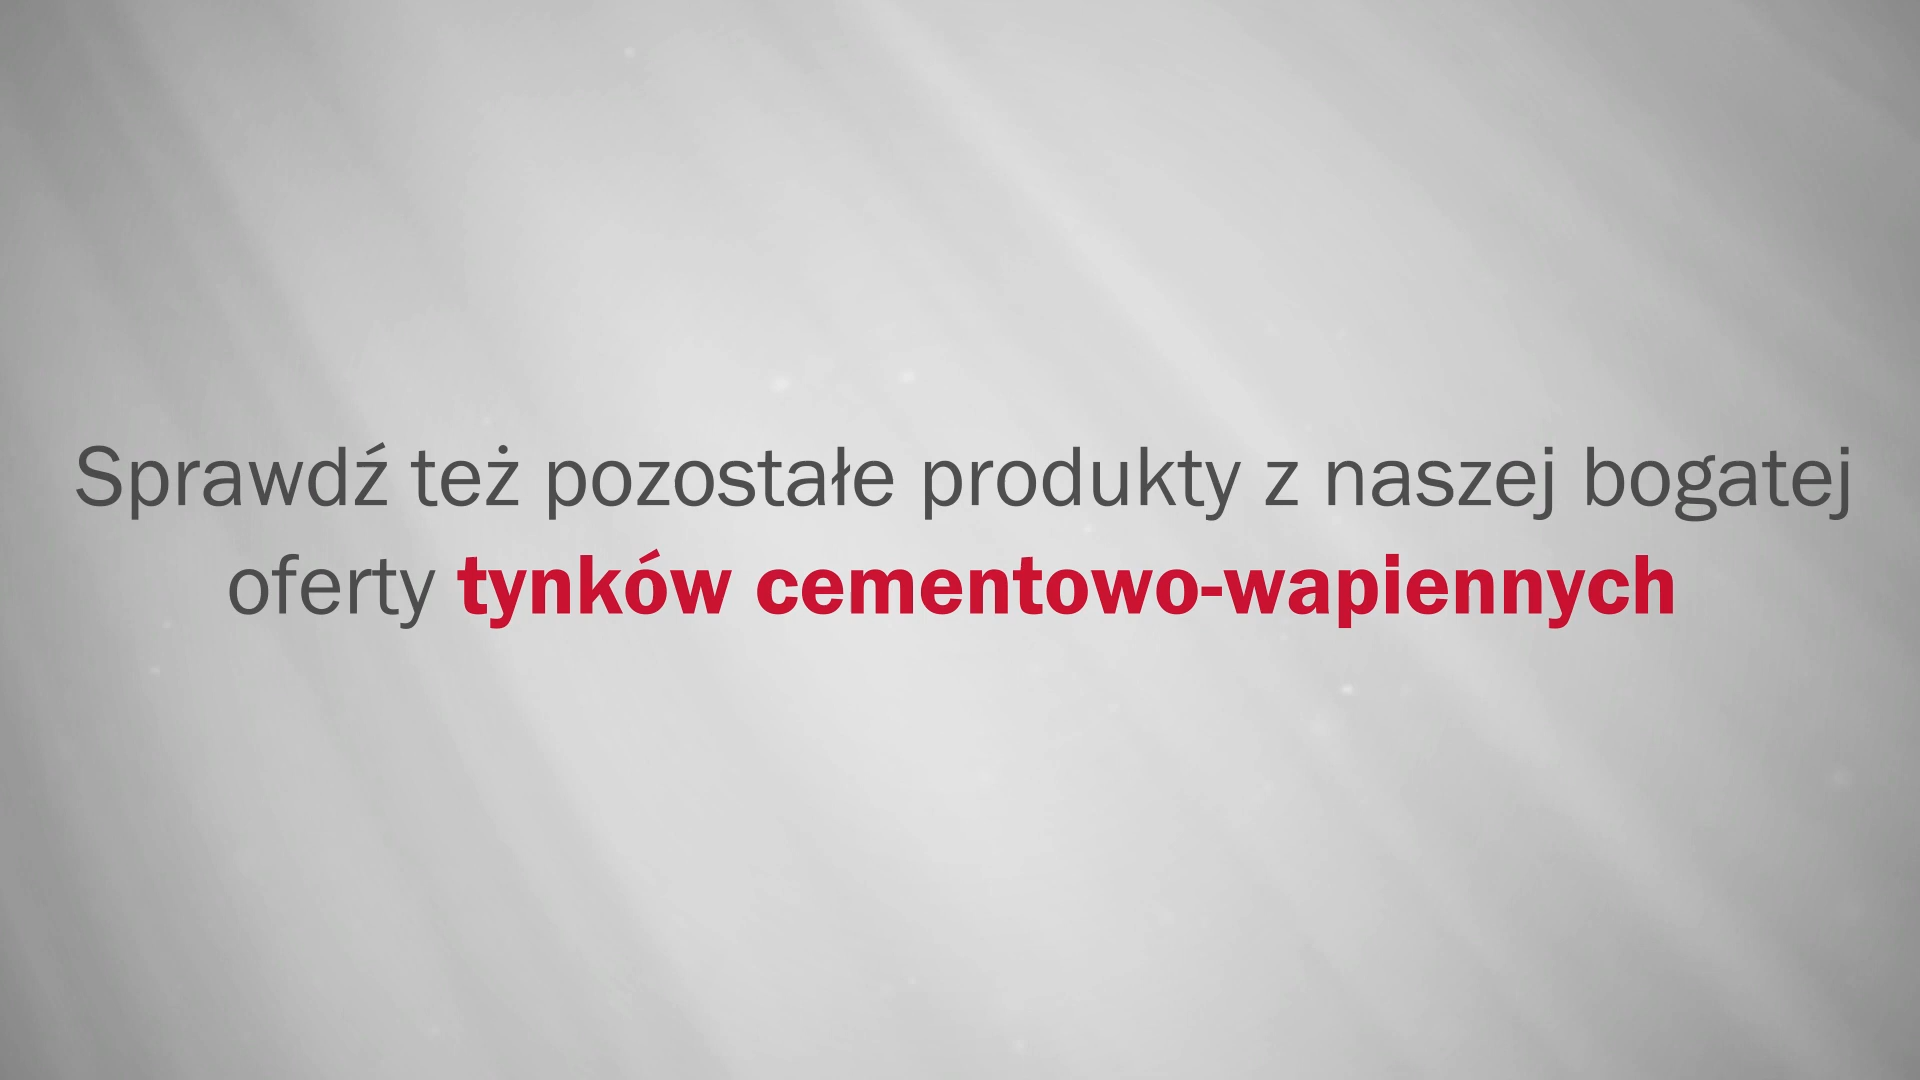 Sprawdź też pozostałe produkty z naszej bogatej
oferty tynków cementowo-wapiennych